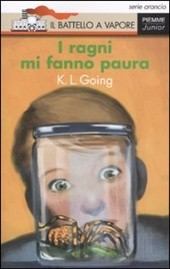 serie arancio
IL BATTELLO A VAPORE
PIEMME
Junior
I ragni
mi fanno paura
K. L. Going